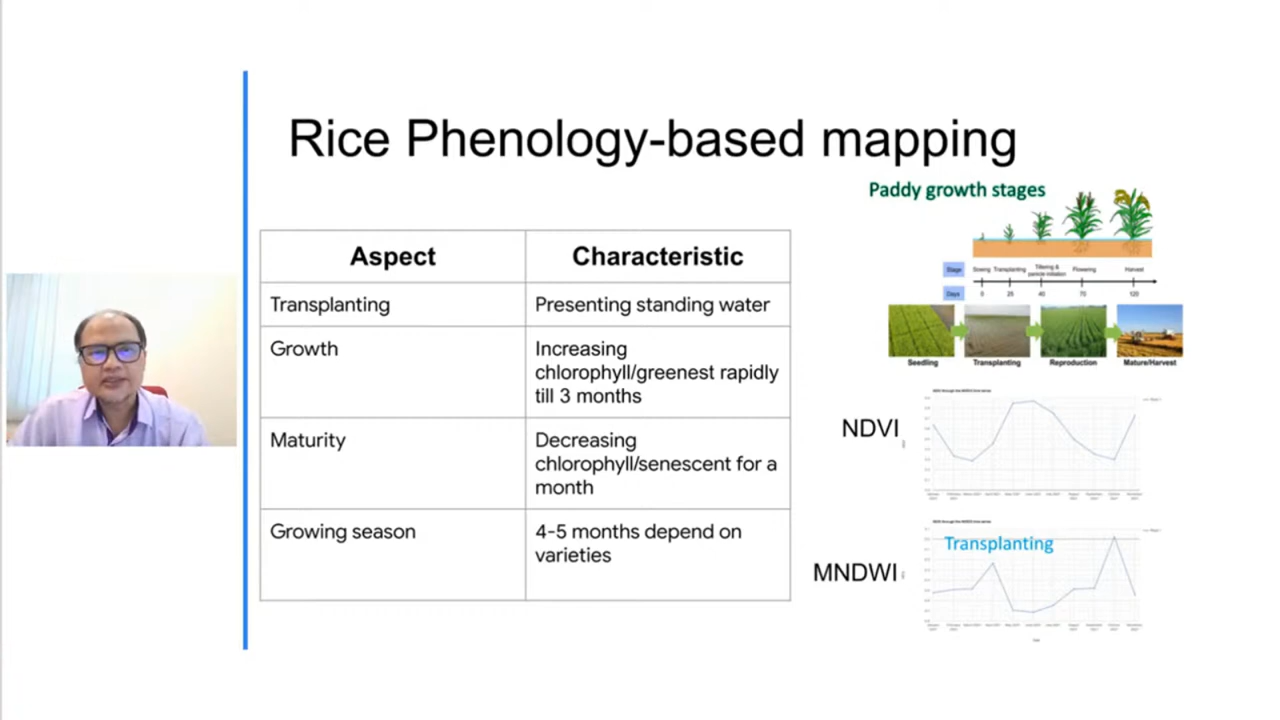 Rice Phenology-based mapping
Aspect
Characteristic
Transplanting
Presenting standing water
Growth
Increasing
chlorophyll/greenest rapidly
till 3 months
Maturity
Decreasing
chlorophyll/senescent for a
month
Growing season
4-5 months depend on
varieties
Paddy growth stages
Stage
Sowing
Transplanting
Tillering &
panicle initiation
Flowering
Harvest
Days
0
25
40
70
120
Seedling
Transplanting
Reproduction
Mature/Harvest
NDVI
MNDWI
Transplanting